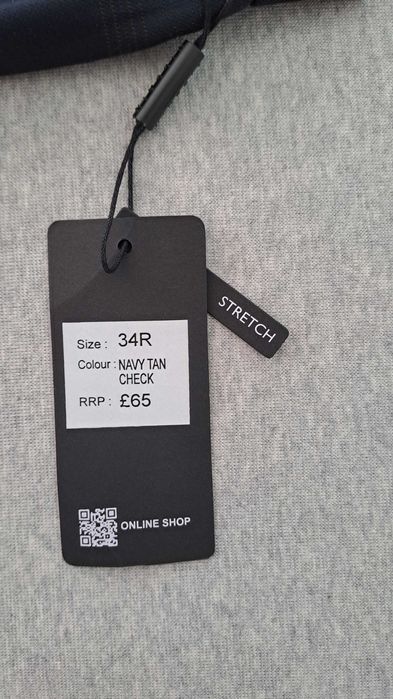 STRETCH
Size : 34R
Colour : NAVY TAN
CHECK
RRP : £65
ONLINE SHOP